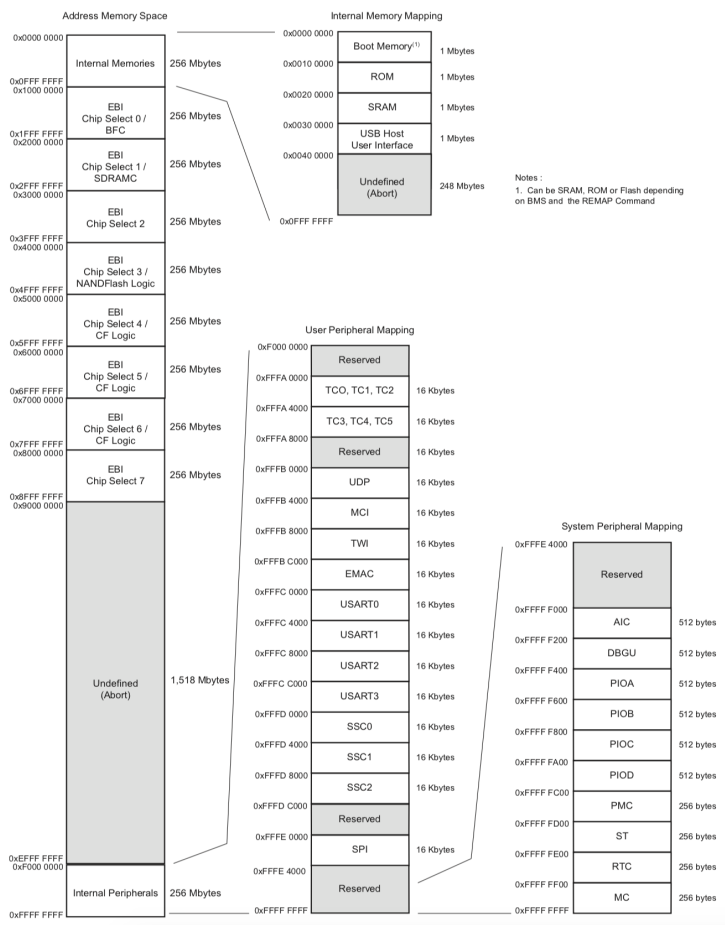 Address Memory Space
0x0000 0000
Internal Memories
256 Mbytes
0x0FFF FFFF
0x1000 0000
EBI
Chip Select 0 /
BFC
256 Mbytes
0x1FFF FFFF
0x2000 0000
EBI
Chip Select 1 /
SDRAMC
256 Mbytes
0x2FFF FFFF
0x3000 0000
EBI
Chip Select 2
256 Mbytes
0x3FFF FFFF
0x4000 0000
EBI
Chip Select 3 /
NANDFlash Logic
256 Mbytes
0x4FFF FFFF
0x5000 0000
EBI
Chip Select 4 /
CF Logic
256 Mbytes
0x5FFF FFFF
0x6000 0000
EBI
Chip Select 5 /
CF Logic
256 Mbytes
0x6FFF FFFF
0x7000 0000
EBI
Chip Select 6 /
CF Logic
256 Mbytes
0x7FFF FFFF
0x8000 0000
EBI
Chip Select 7
256 Mbytes
0x8FFF FFFF
0x9000 0000
Undefined
(Abort)
1,518 Mbytes
0xEFFF FFFF
0xF000 0000
Internal Peripherals
256 Mbytes
0xFFFF FFFF
Internal Memory Mapping
0x0000 0000
Boot Memory(1)
1 Mbytes
0x0010 0000
ROM
1 Mbytes
0x0020 0000
SRAM
1 Mbytes
0x0030 0000
USB Host
User Interface
1 Mbytes
0x0040 0000
Undefined
(Abort)
248 Mbytes
0x0FFF FFFF
Notes :
1. Can be SRAM, ROM or Flash depending
on BMS and the REMAP Command
User Peripheral Mapping
0xF000 0000
Reserved
0xFFFA 0000
TCO, TC1, TC2
16 Kbytes
0xFFFA 4000
TC3, TC4, TC5
16 Kbytes
0xFFFA 8000
Reserved
16 Kbytes
0xFFFB 0000
UDP
16 Kbytes
0xFFFB 4000
MCI
16 Kbytes
0xFFFB 8000
TWI
16 Kbytes
0xFFFB C000
EMAC
16 Kbytes
0xFFFC 0000
USART0
16 Kbytes
0xFFFC 4000
USART1
16 Kbytes
0xFFFC 8000
USART2
16 Kbytes
0xFFFC C000
USART3
16 Kbytes
0xFFFD 0000
SSC0
16 Kbytes
0xFFFD 4000
SSC1
16 Kbytes
0xFFFD 8000
SSC2
16 Kbytes
0xFFFD C000
Reserved
0xFFFE 0000
SPI
16 Kbytes
0xFFFE 4000
Reserved
0xFFFF FFFF
System Peripheral Mapping
0xFFFE 4000
Reserved
0xFFFF F000
AIC
512 bytes
0xFFFF F200
DBGU
512 bytes
0xFFFF F400
PIOA
512 bytes
0xFFFF F600
PIOB
512 bytes
0xFFFF F800
PIOC
512 bytes
0xFFFF FA00
PIOD
512 bytes
0xFFFF FC00
PMC
256 bytes
0xFFFF FD00
ST
256 bytes
0xFFFF FE00
RTC
256 bytes
0xFFFF FF00
MC
256 bytes
0xFFFF FFFF